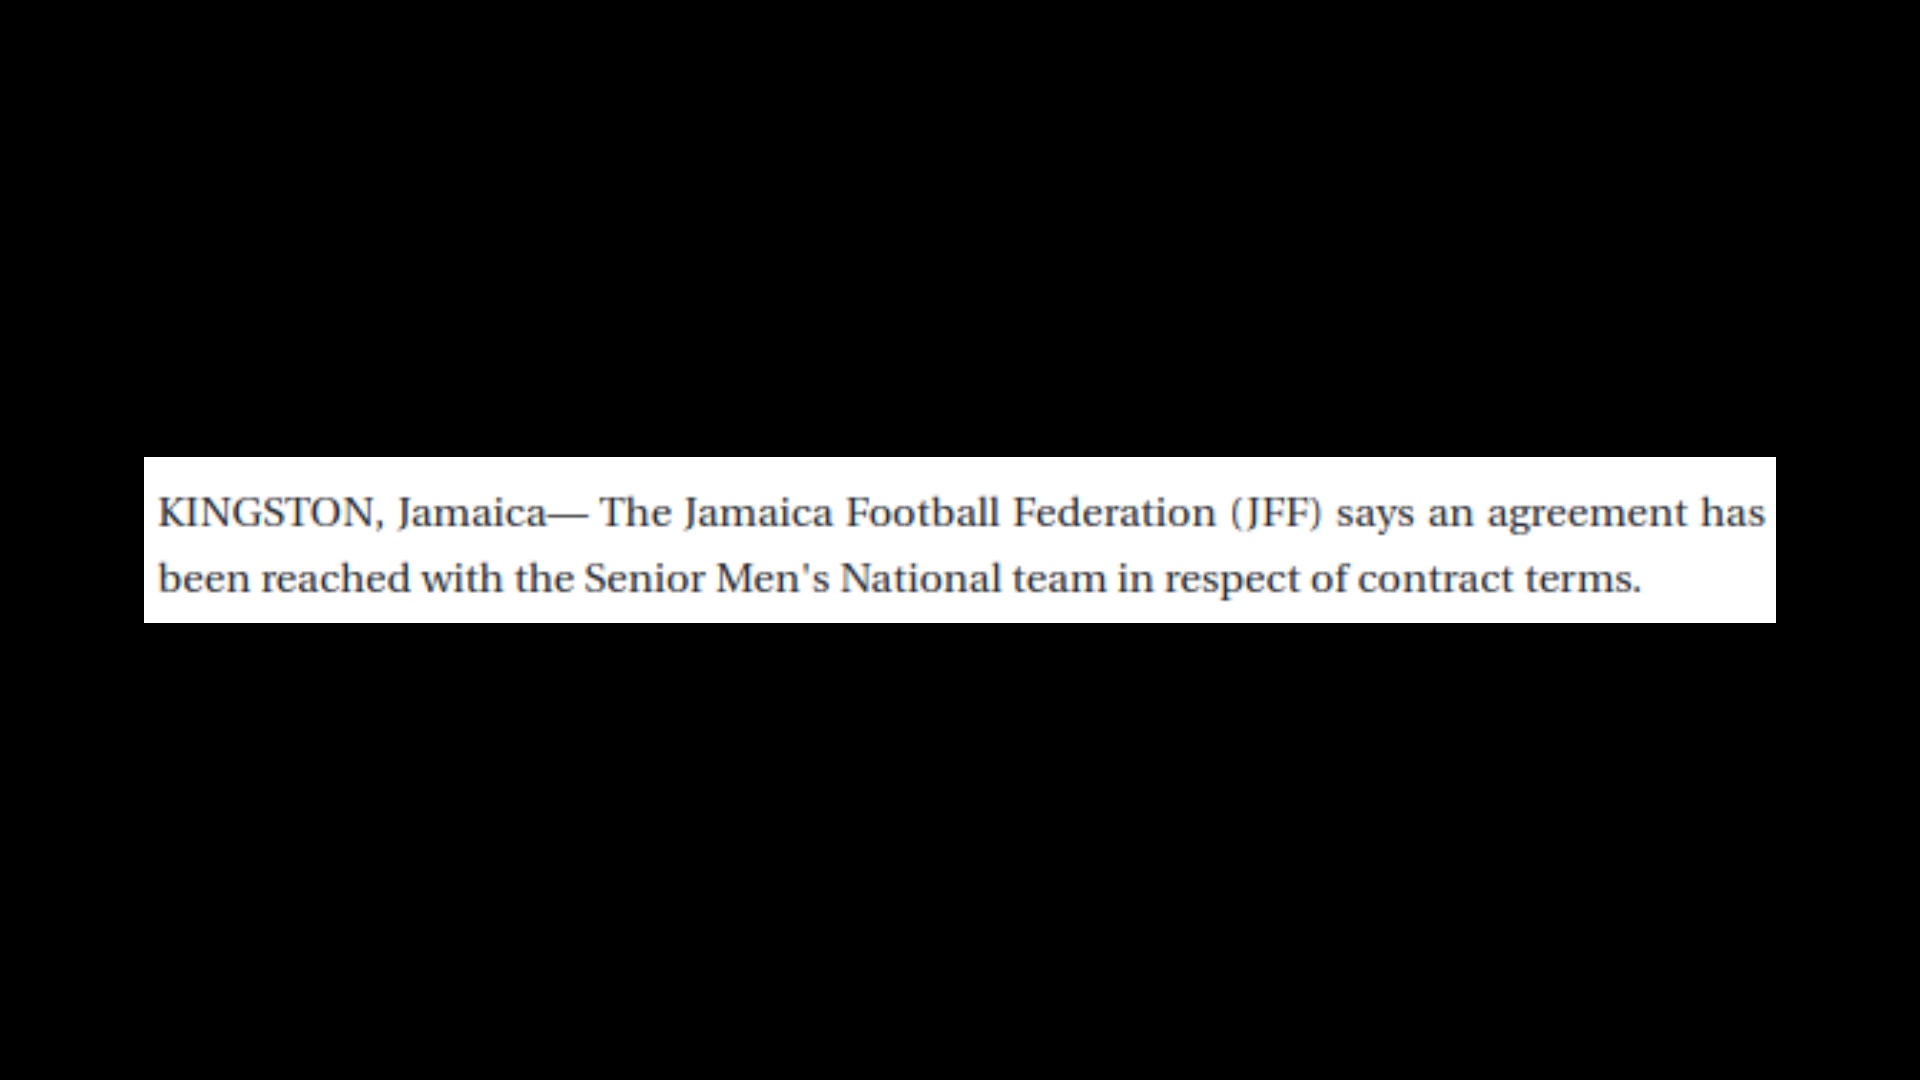 KINGSTON, Jamaica— The Jamaica Football Federation (JFF) says an agreement has
been reached with the Senior Men's National team in respect of contract terms.